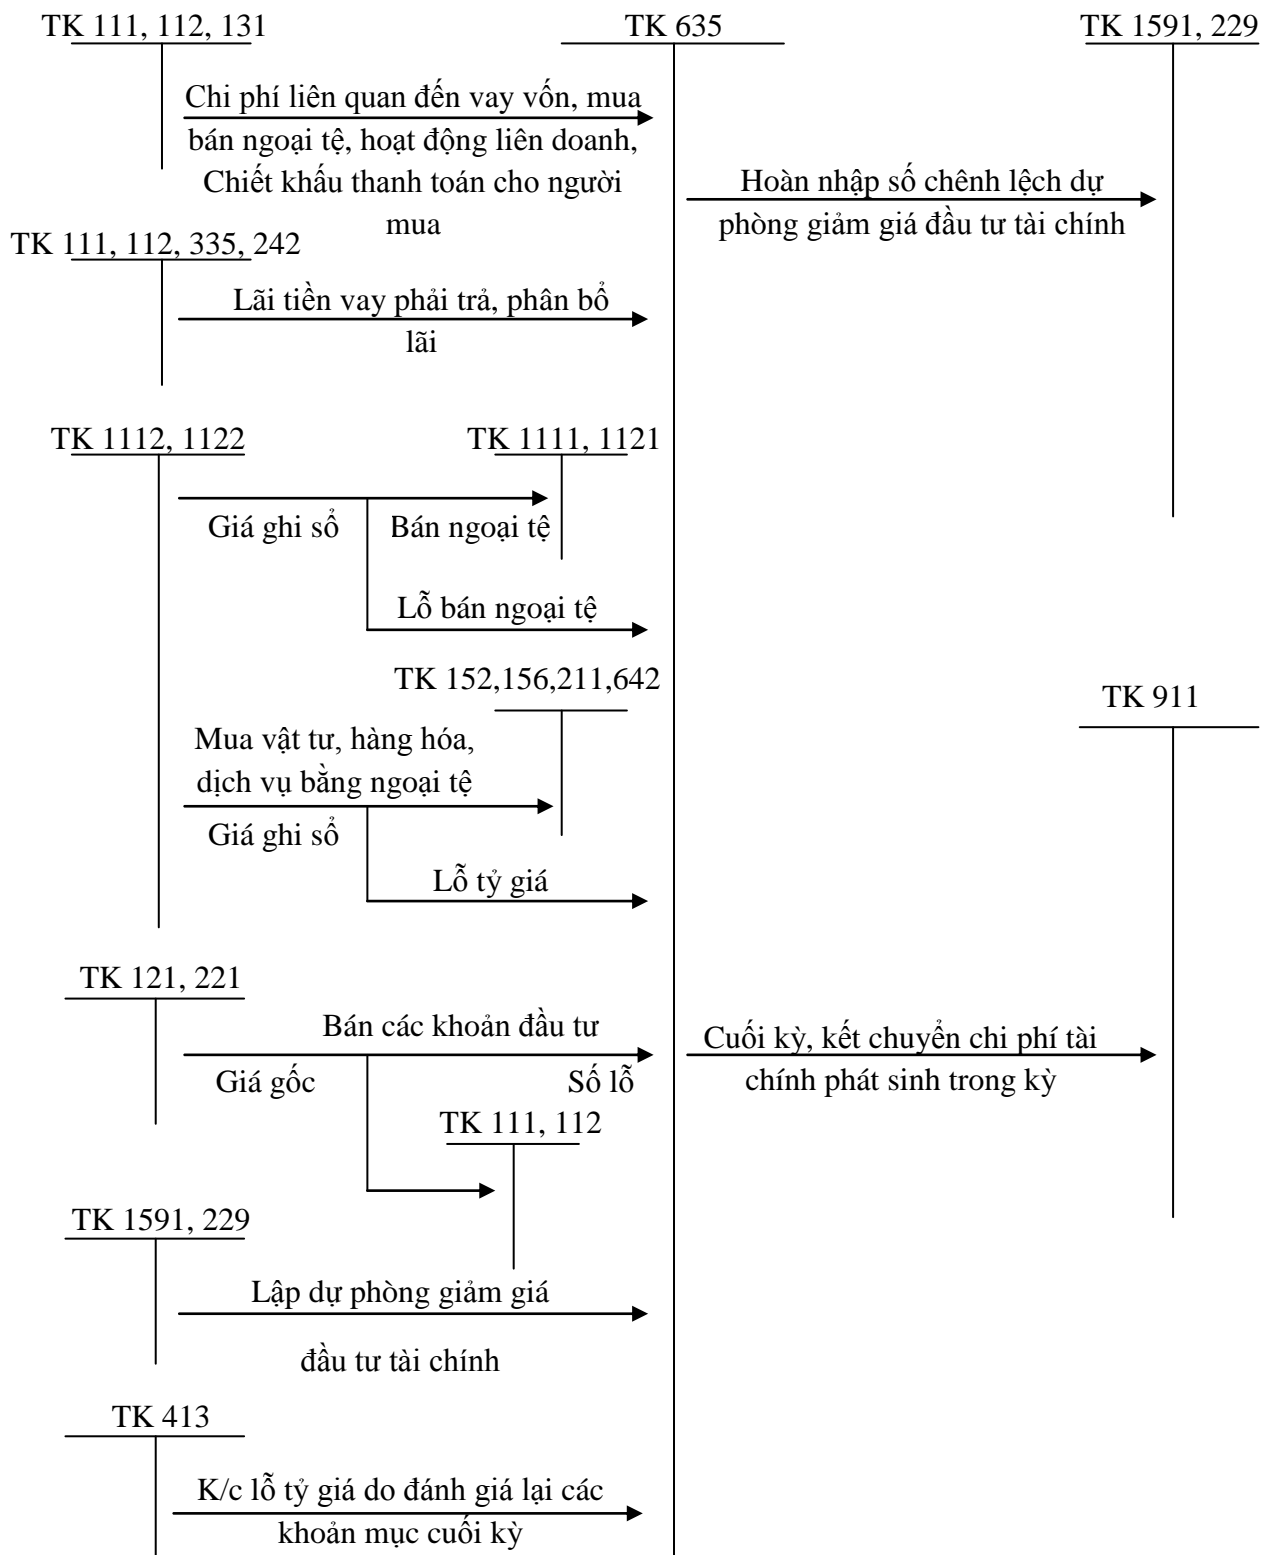 TK 111, 112, 131
TK 635
TK 1591, 229
Chi phí liên quan đến vay vốn, mua
bán ngoại tệ, hoạt động liên doanh,
Chiết khấu thanh toán cho người
mua
Hoàn nhập số chênh lệch dự
phòng giảm giá đầu tư tài chính
TK 111, 112, 335, 242
Lãi tiền vay phải trả, phân bổ
lãi
TK 1112, 1122
TK 1111, 1121
Giá ghi sổ
Bán ngoại tệ
Lỗ bán ngoại tệ
TK 152,156,211,642
TK 911
Mua vật tư, hàng hóa,
dịch vụ bằng ngoại tệ
Giá ghi sổ
Lỗ tỷ giá
TK 121, 221
Bán các khoản đầu tư
Giá gốc
Số lỗ
Cuối kỳ, kết chuyển chi phí tài
chính phát sinh trong kỳ
TK 111, 112
TK 1591, 229
Lập dự phòng giảm giá
đầu tư tài chính
TK 413
K/c lỗ tỷ giá do đánh giá lại các
khoản mục cuối kỳ